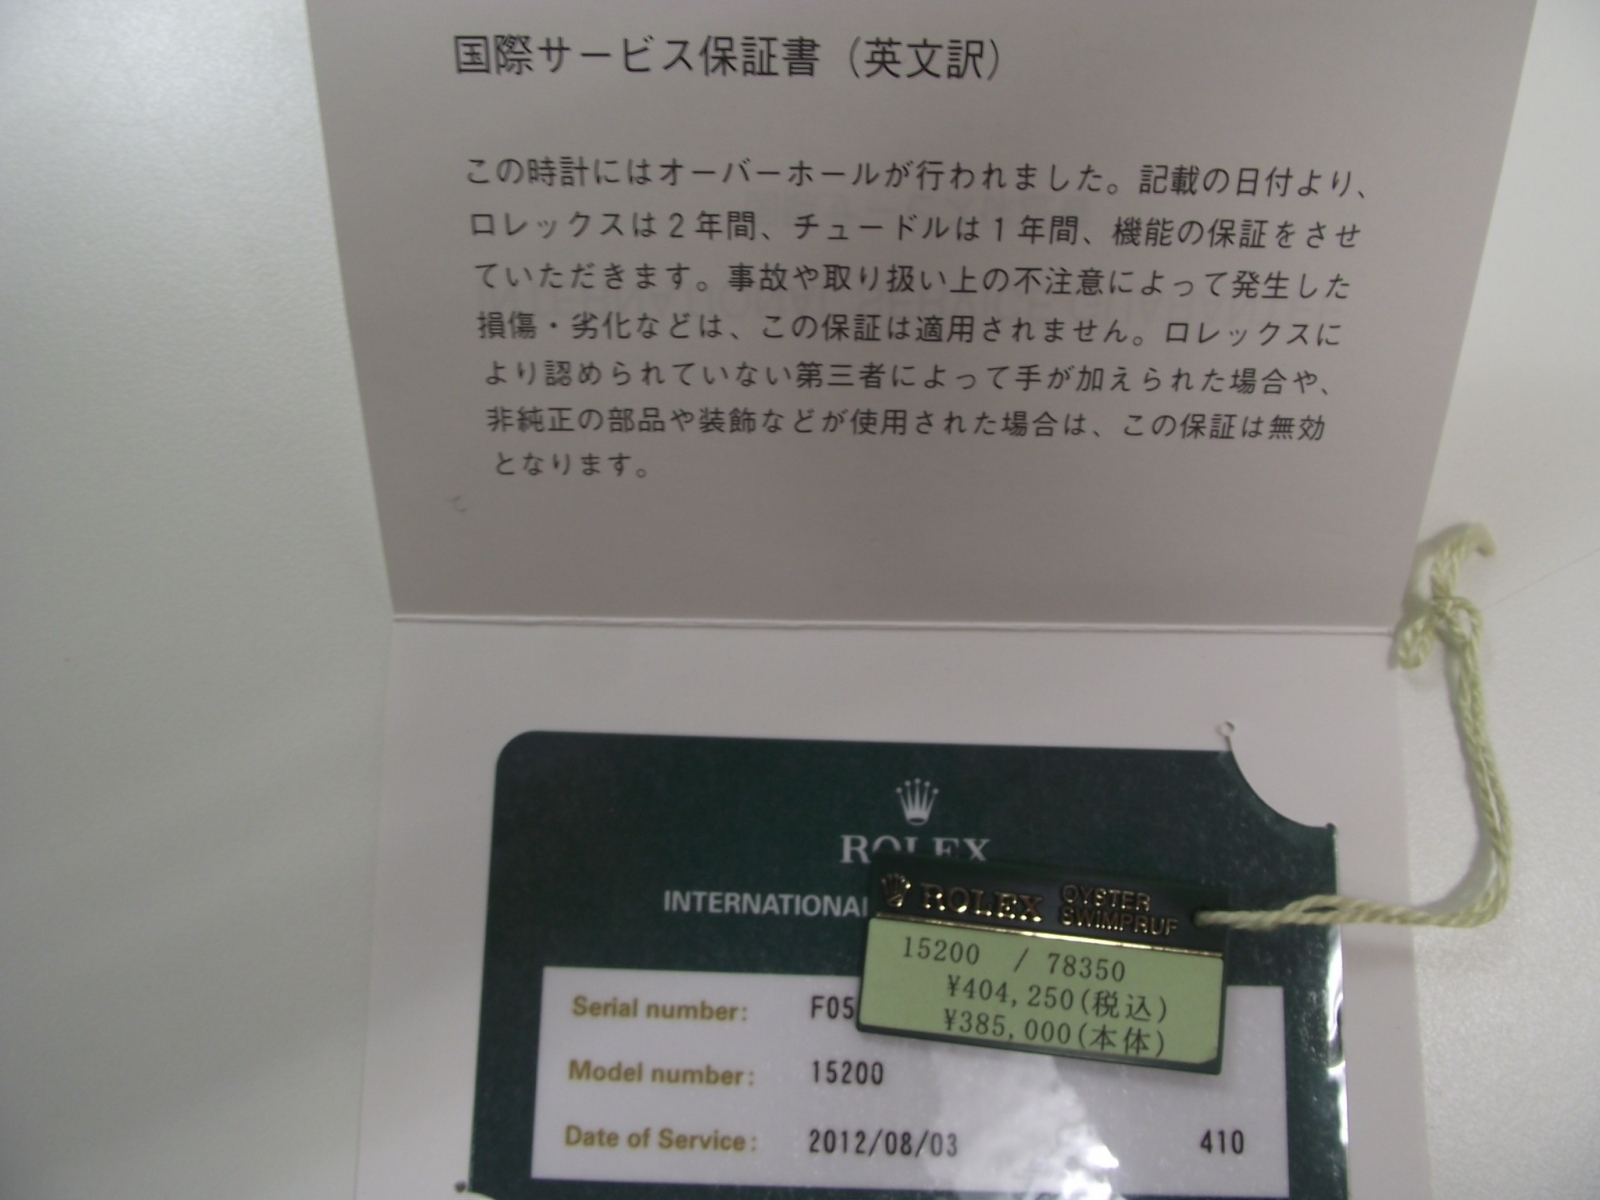 国際サービス保証書（英文訳）
この時計にはオーバーホールが行われました。記載の日付より、
ロレックスは2年間、チュードルは1年間、機能の保証をさせ
ていただきます。事故や取り扱い上の不注意によって発生した
損傷・劣化などは、この保証は適用されません。ロレックスに
より認められていない第三者によって手が加えられた場合や、
非純正の部品や装飾などが使用された場合は、この保証は無効
となります。
ROLEX
INTERNATIONAL
ROLEX OYSTER SWIMPRUF
15200 / 78350
¥404,250(税込)
¥385,000(本体)
Serial number: F05
Model number: 15200
Date of Service: 2012/08/03 410